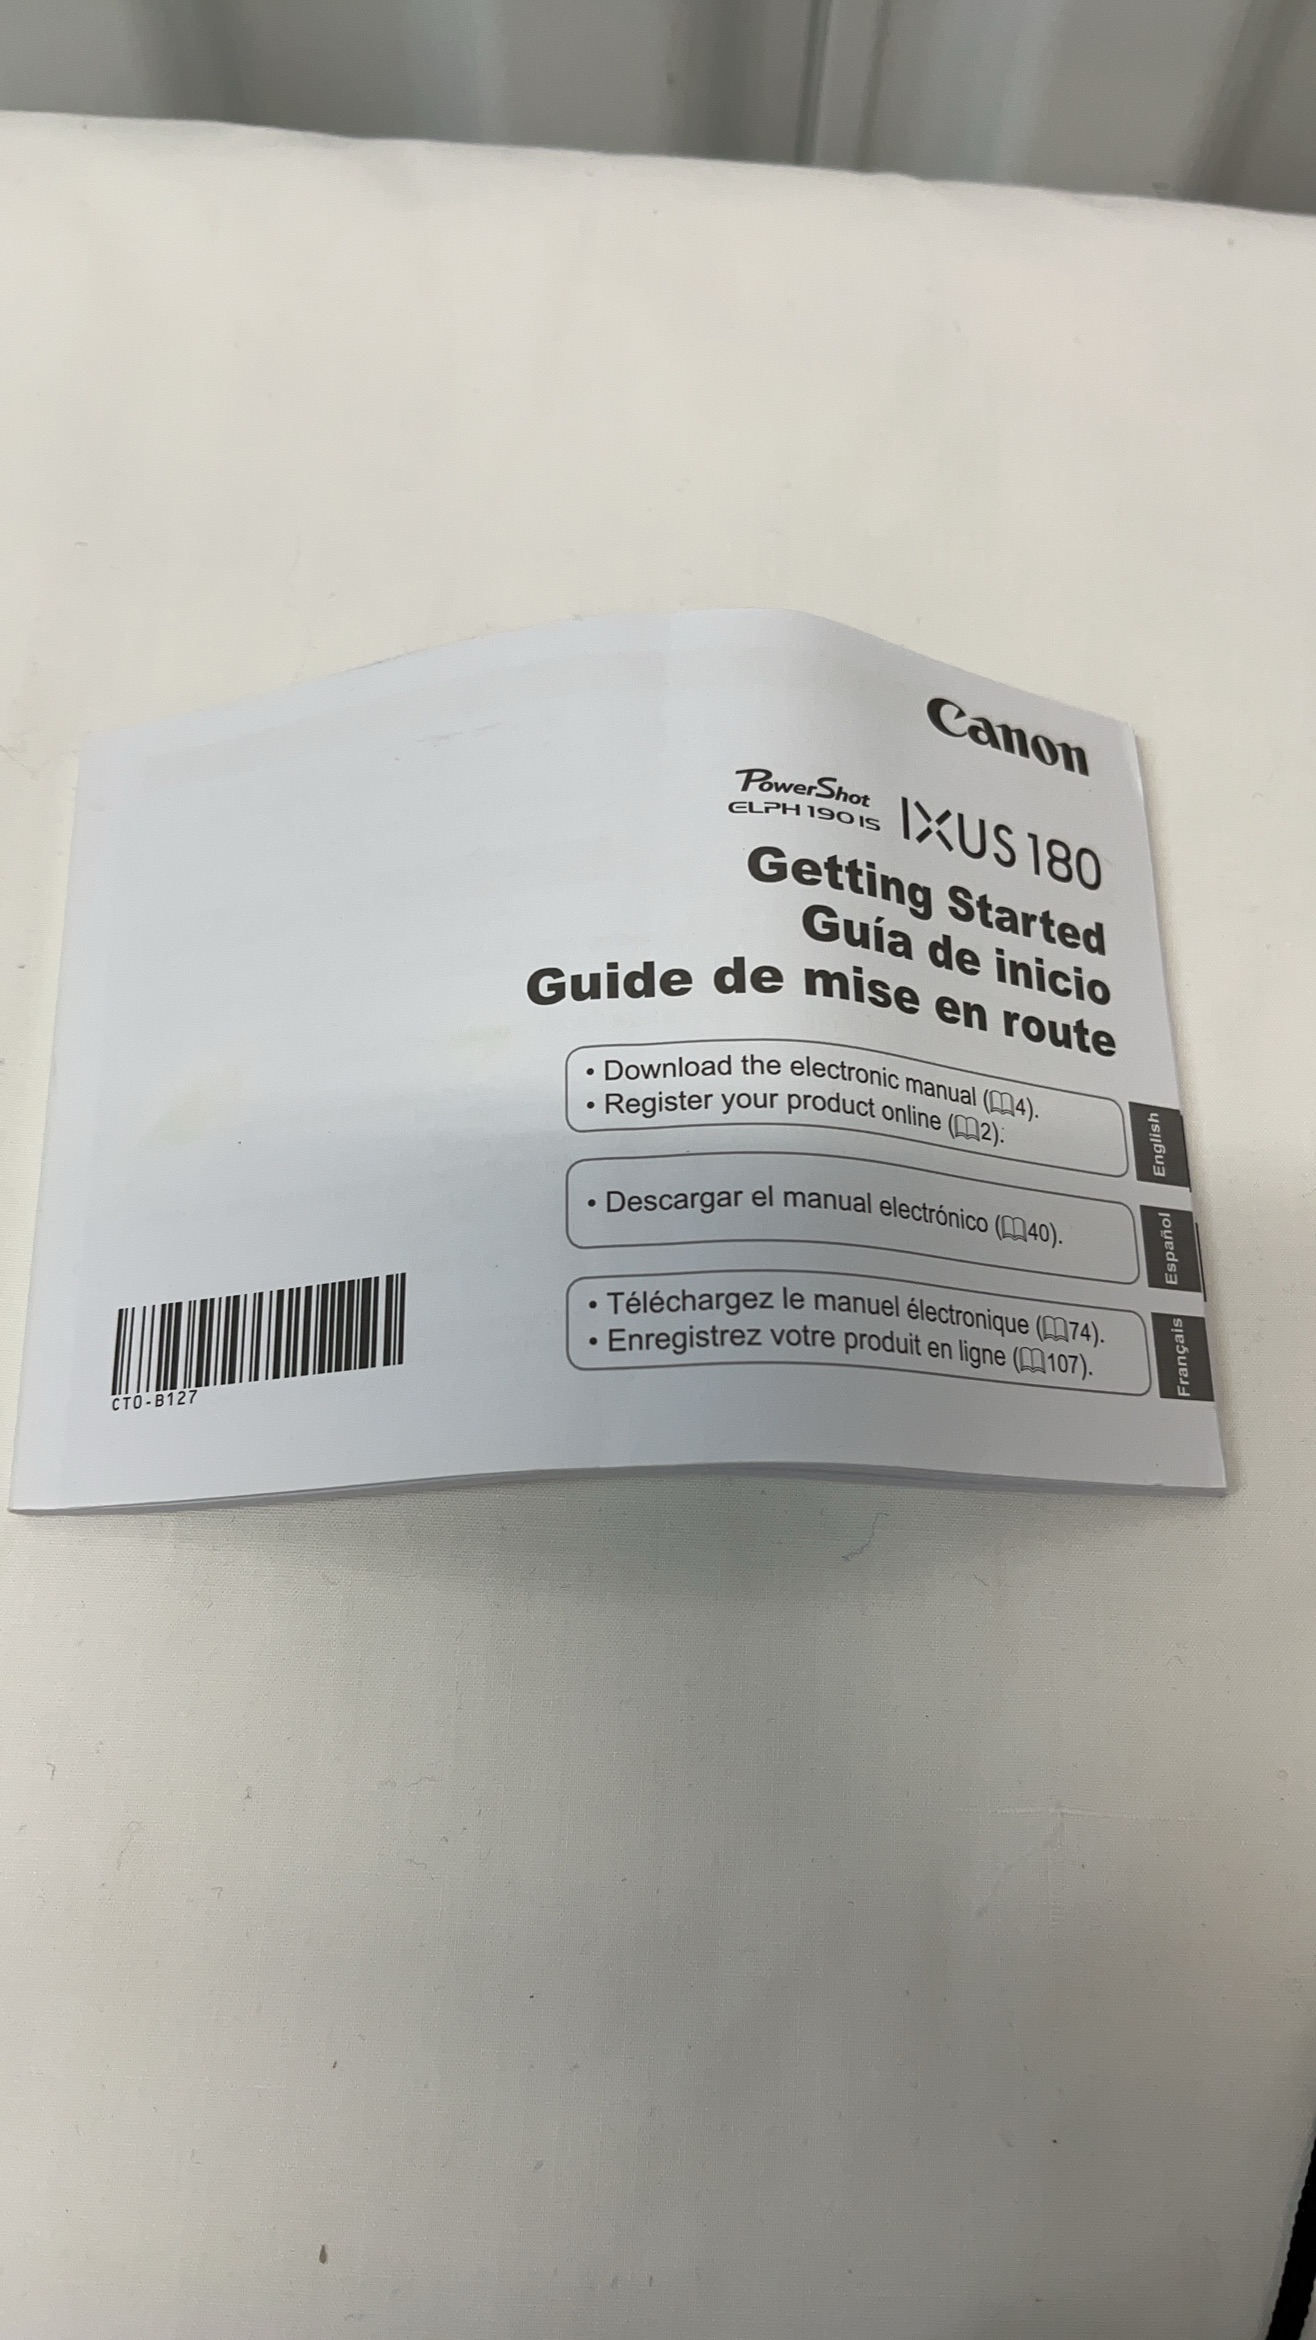 Canon
PowerShot
ELPH 190 IS
IXUS 180
Getting Started
Guía de inicio
Guide de mise en route
• Download the electronic manual (📖4).
• Register your product online (📖2).
English
• Descargar el manual electrónico (📖40).
Español
• Téléchargez le manuel électronique (📖74).
• Enregistrez votre produit en ligne (📖107).
Français
CT0-B127